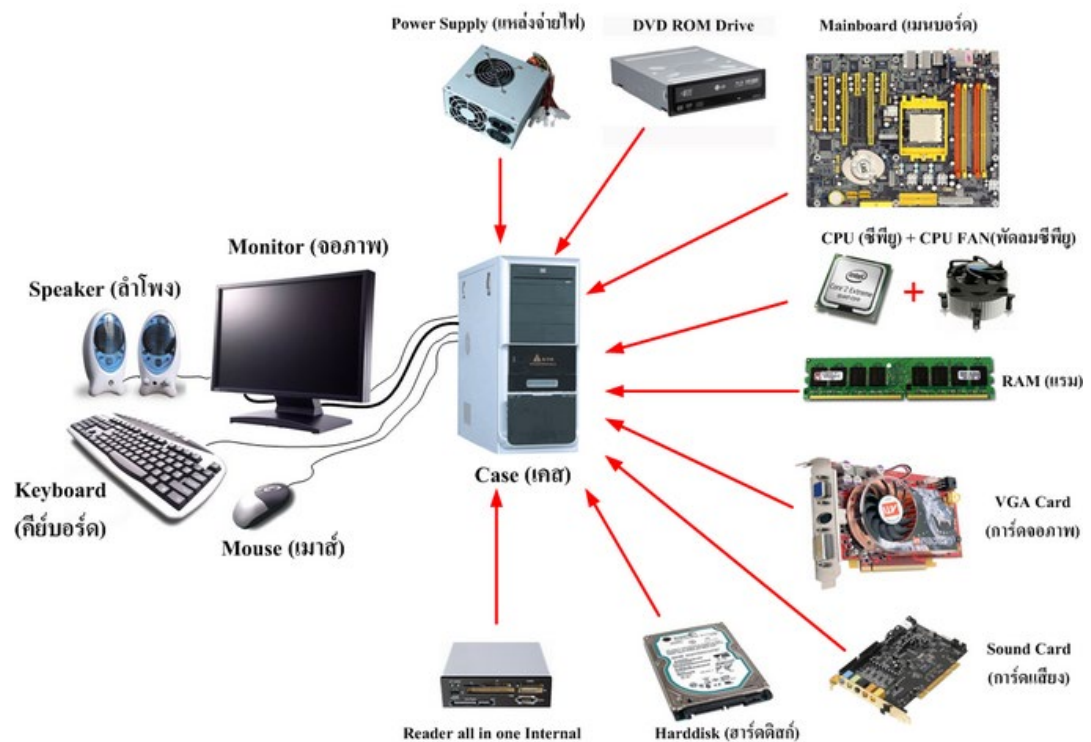 Power Supply (แหล่งจ่ายไฟ)
DVD ROM Drive
Mainboard (เมนบอร์ด)
Monitor (จอภาพ)
Speaker (ลำโพง)
CPU (ซีพียู) + CPU FAN(พัดลมซีพียู)
intel
Core 2 Extreme
+
RAM (แรม)
Keyboard
(คีย์บอร์ด)
Mouse (เมาส์)
Case (เคส)
VGA Card
(การ์ดจอภาพ)
Sound Card
(การ์ดเสียง)
Reader all in one Internal
Harddisk (ฮาร์ดดิสก์)